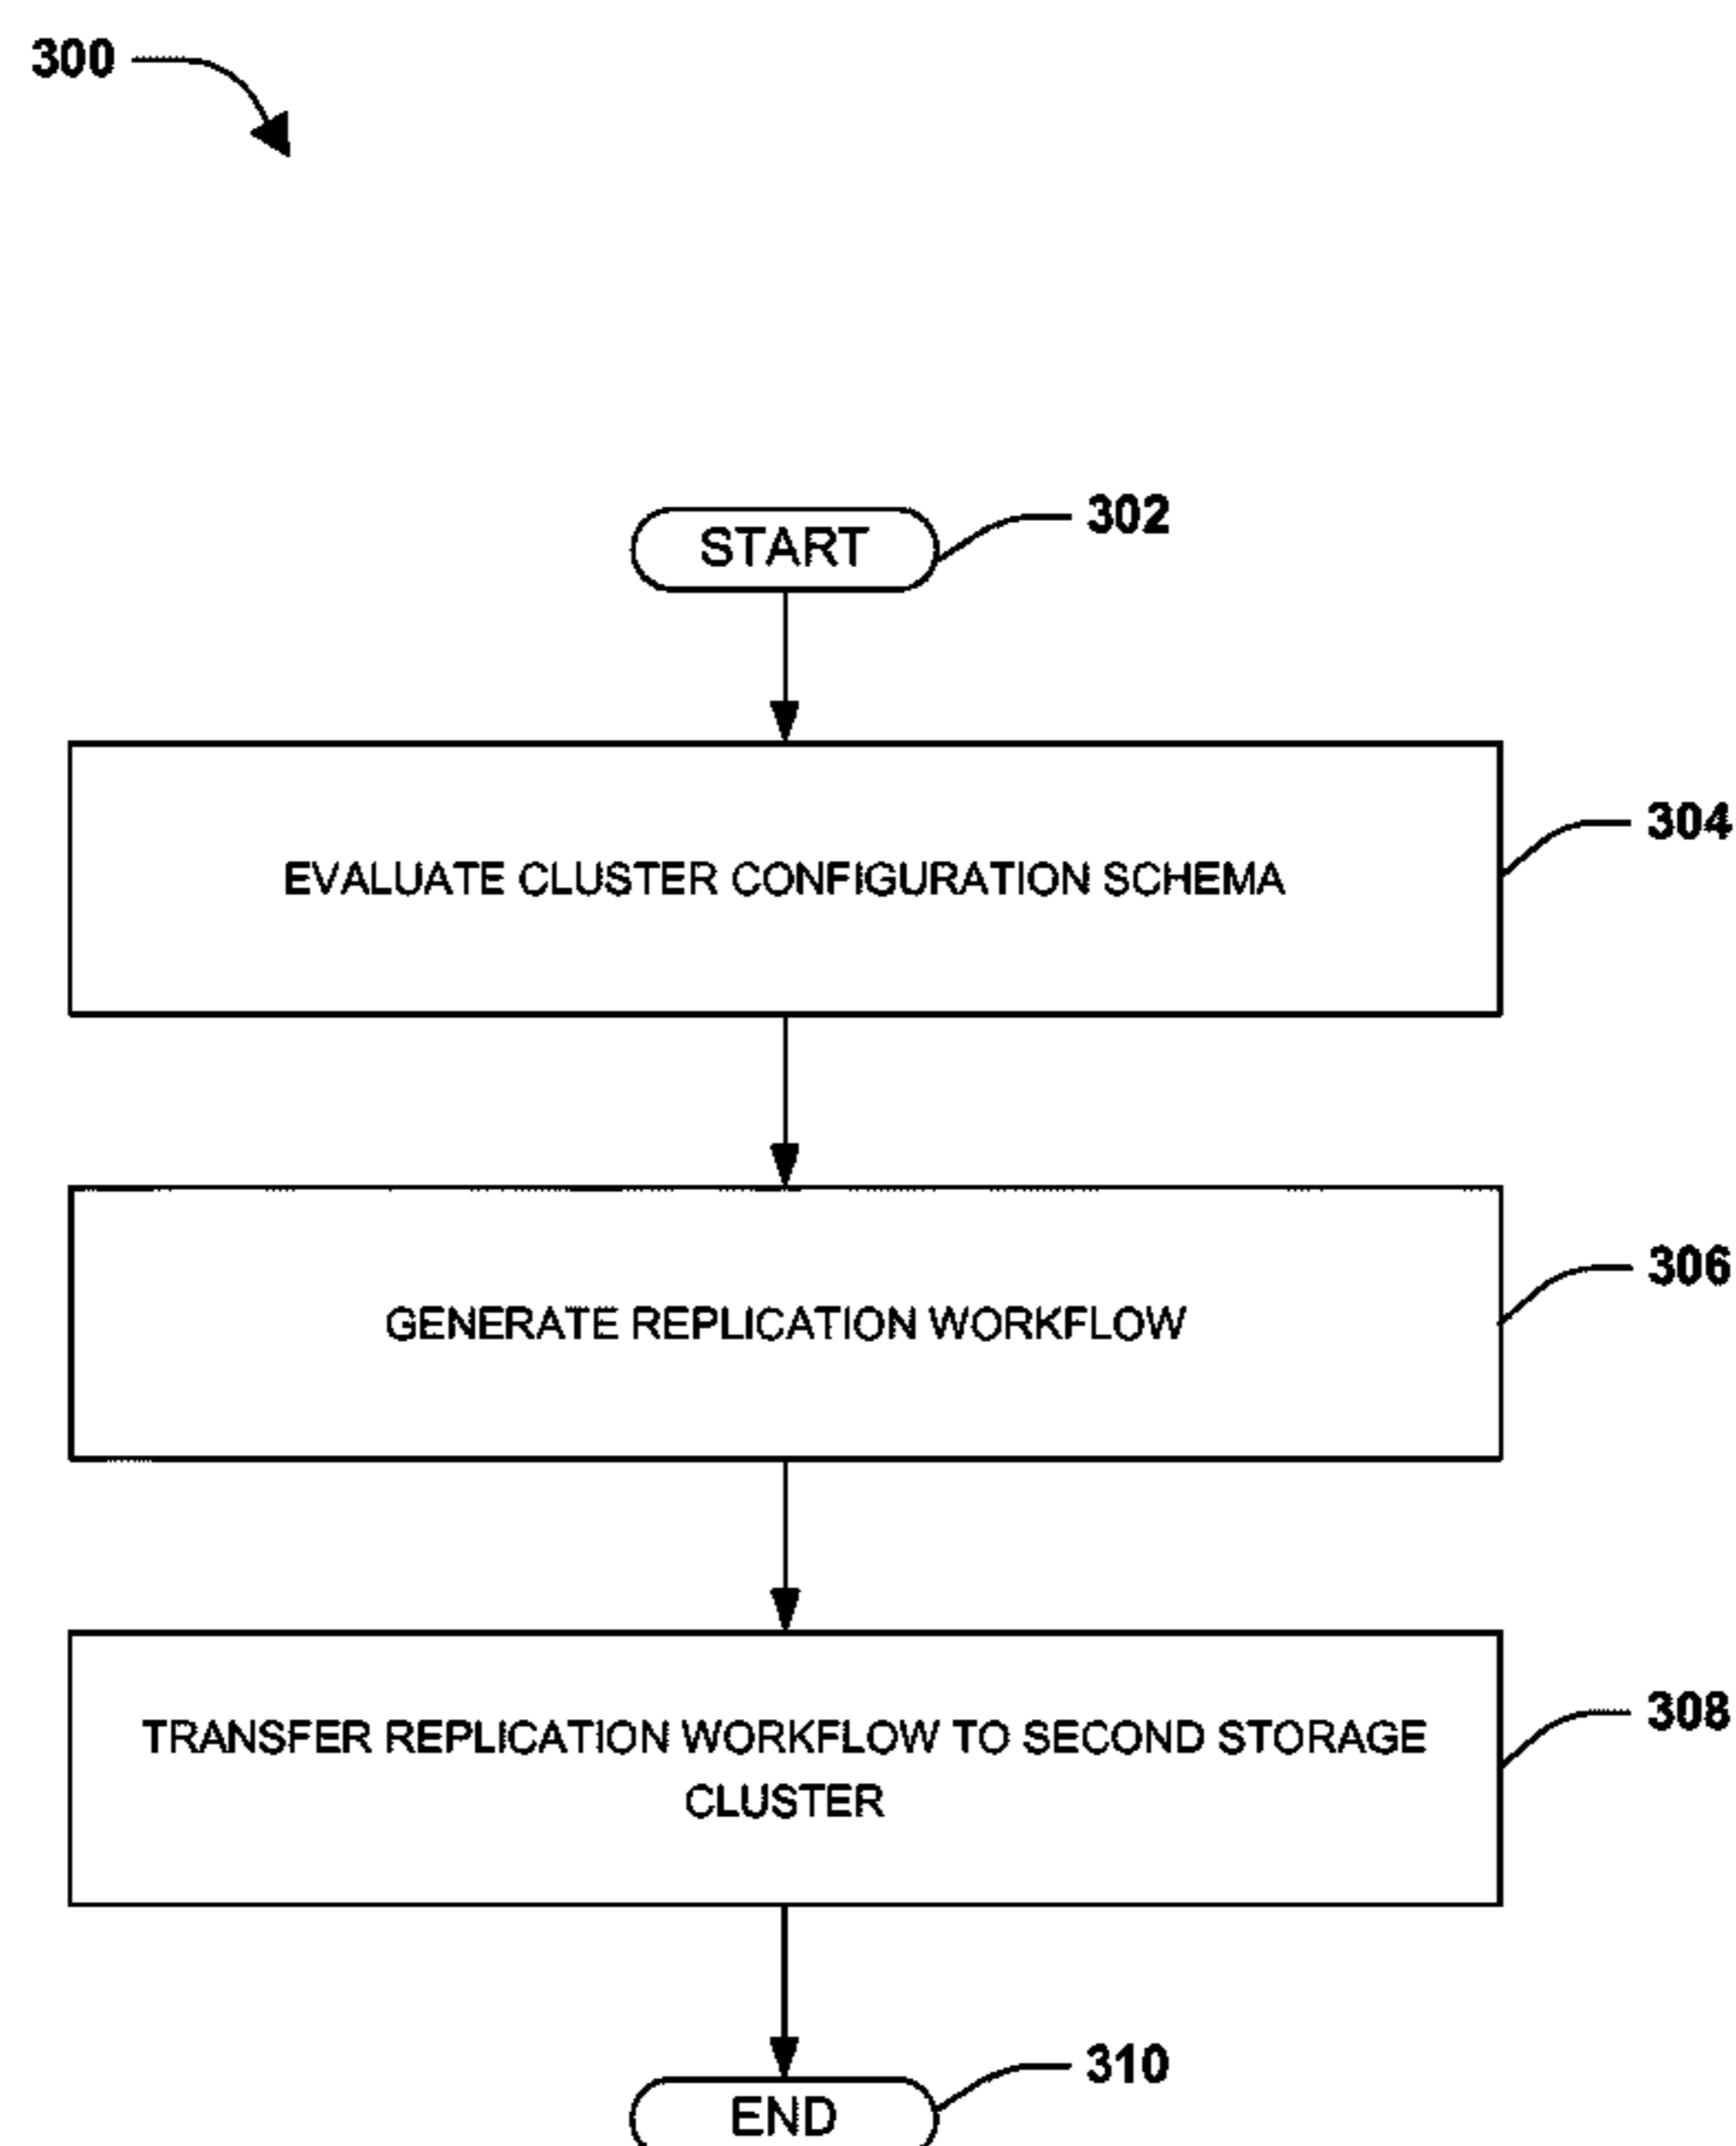 300
START
302
EVALUATE CLUSTER CONFIGURATION SCHEMA
304
GENERATE REPLICATION WORKFLOW
306
TRANSFER REPLICATION WORKFLOW TO SECOND STORAGE
CLUSTER
308
END
310